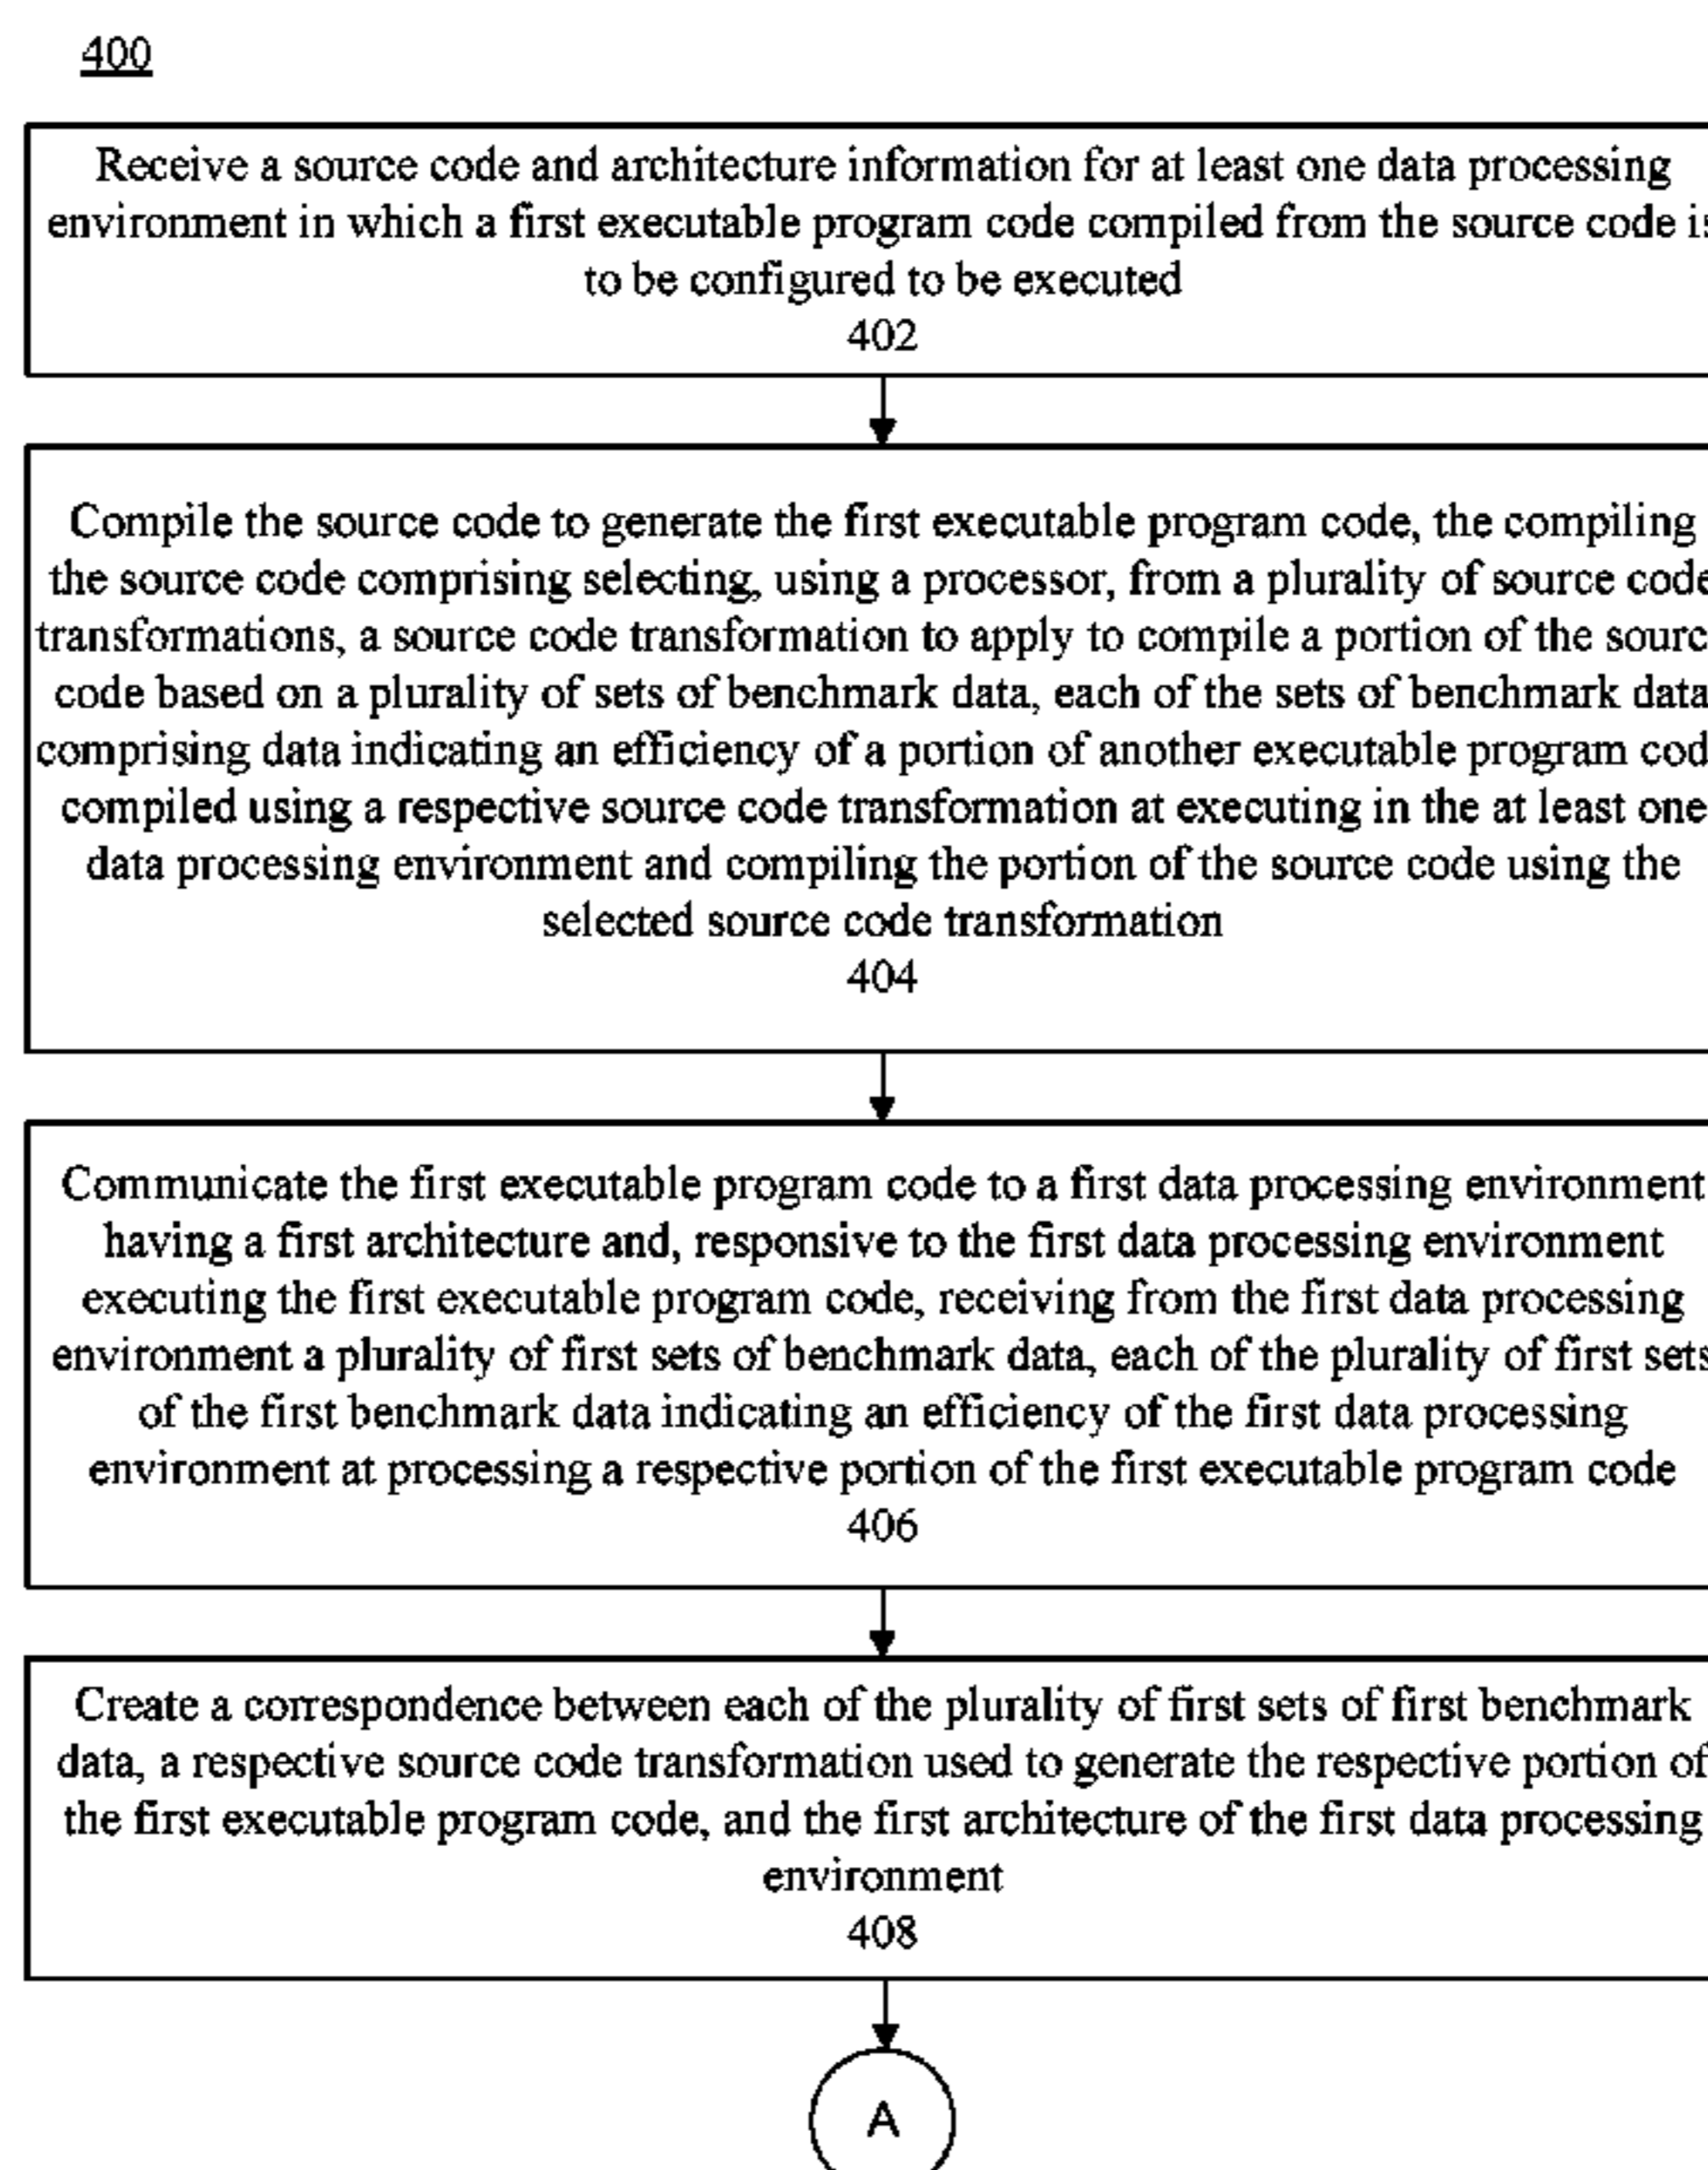 400
Receive a source code and architecture information for at least one data processing
environment in which a first executable program code compiled from the source code is
to be configured to be executed
402
Compile the source code to generate the first executable program code, the compiling
the source code comprising selecting, using a processor, from a plurality of source code
transformations, a source code transformation to apply to compile a portion of the sourc
code based on a plurality of sets of benchmark data, each of the sets of benchmark data
comprising data indicating an efficiency of a portion of another executable program cod
compiled using a respective source code transformation at executing in the at least one
data processing environment and compiling the portion of the source code using the
selected source code transformation
404
Communicate the first executable program code to a first data processing environment
having a first architecture and, responsive to the first data processing environment
executing the first executable program code, receiving from the first data processing
environment a plurality of first sets of benchmark data, each of the plurality of first sets
of the first benchmark data indicating an efficiency of the first data processing
environment at processing a respective portion of the first executable program code
406
Create a correspondence between each of the plurality of first sets of first benchmark
data, a respective source code transformation used to generate the respective portion of
the first executable program code, and the first architecture of the first data processing
environment
408
A